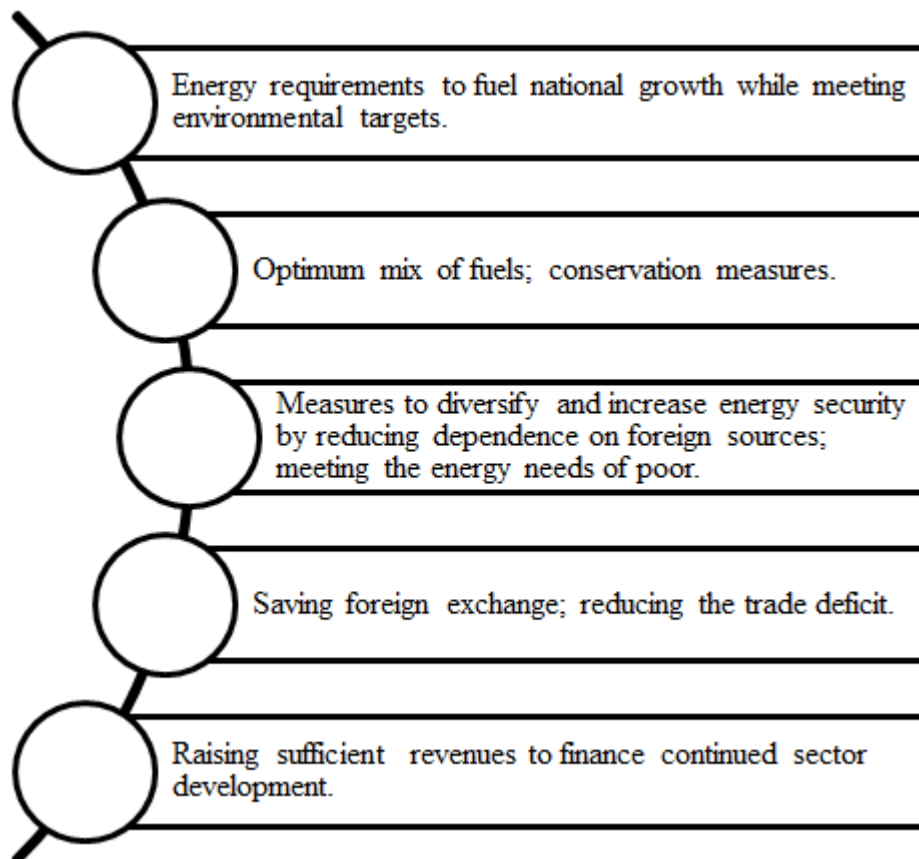 Energy requirements to fuel national growth while meeting
environmental targets.
Optimum mix of fuels; conservation measures.
Measures to diversify and increase energy security
by reducing dependence on foreign sources;
meeting the energy needs of poor.
Saving foreign exchange; reducing the trade deficit.
Raising sufficient revenues to finance continued sector
development.